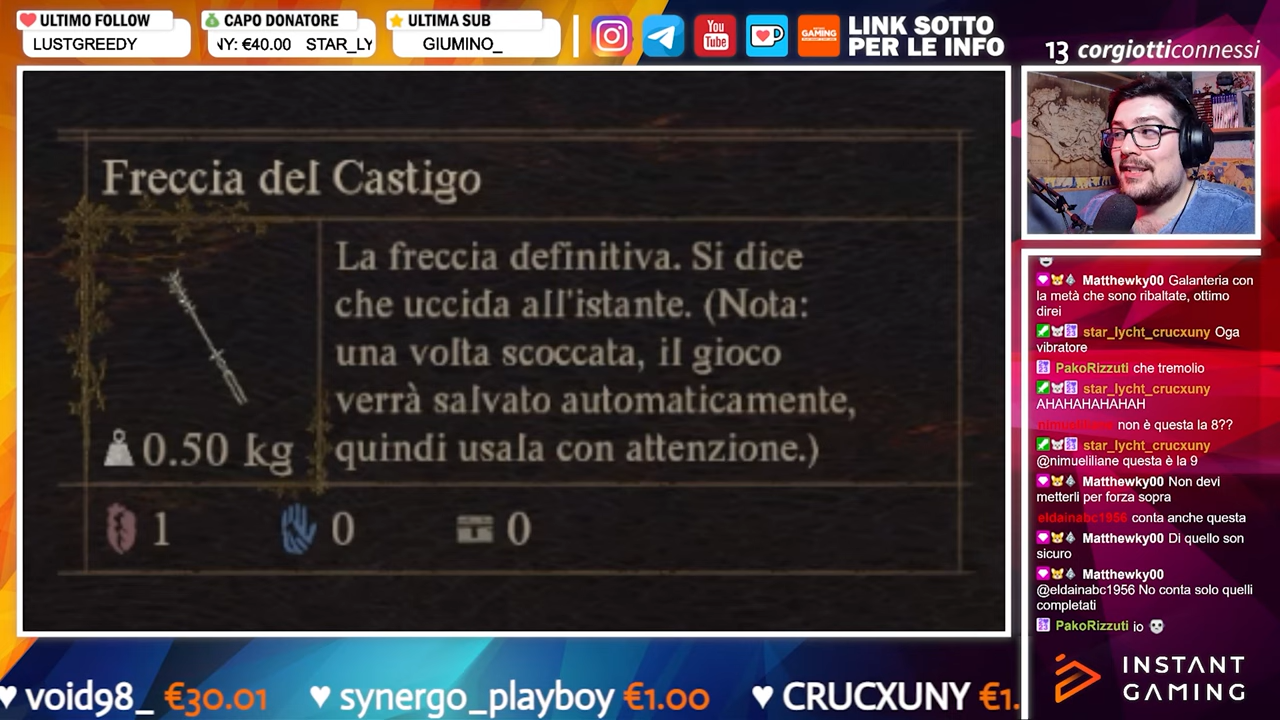 ULTIMO FOLLOW
LUSTGREEDY
CAPO DONATORE
NY: €40.00 STAR_LY
ULTIMA SUB
GIUMINO_
You
Tube
GAMING
LINK SOTTO
PER LE INFO
13 corgiotticonnessi
Freccia del Castigo
La freccia definitiva. Si dice
che uccida all'istante. (Nota:
una volta scoccata, il gioco
verrà salvato automaticamente,
quindi usala con attenzione.)
0.50 kg
1
0
0
Matthewky00 Galanteria con
la metà che sono ribaltate, ottimo
direi
star_lycht_crucxuny Oga
vibratore
PakoRizzuti che tremolio
star_lycht_crucxuny
AHAHAHAHAHAH
nimueliliane non è questa la 8??
star_lycht_crucxuny
@nimueliliane questa è la 9
Matthewky00 Non devi
metterli per forza sopra
eldainabc1956 conta anche questa
Matthewky00 Di quello son
sicuro
Matthewky00
@eldainabc1956 No conta solo quelli
completati
PakoRizzuti io
INSTANT
GAMING
void98_ €30.01 synergo_playboy €1.00 CRUCXUNY €1.